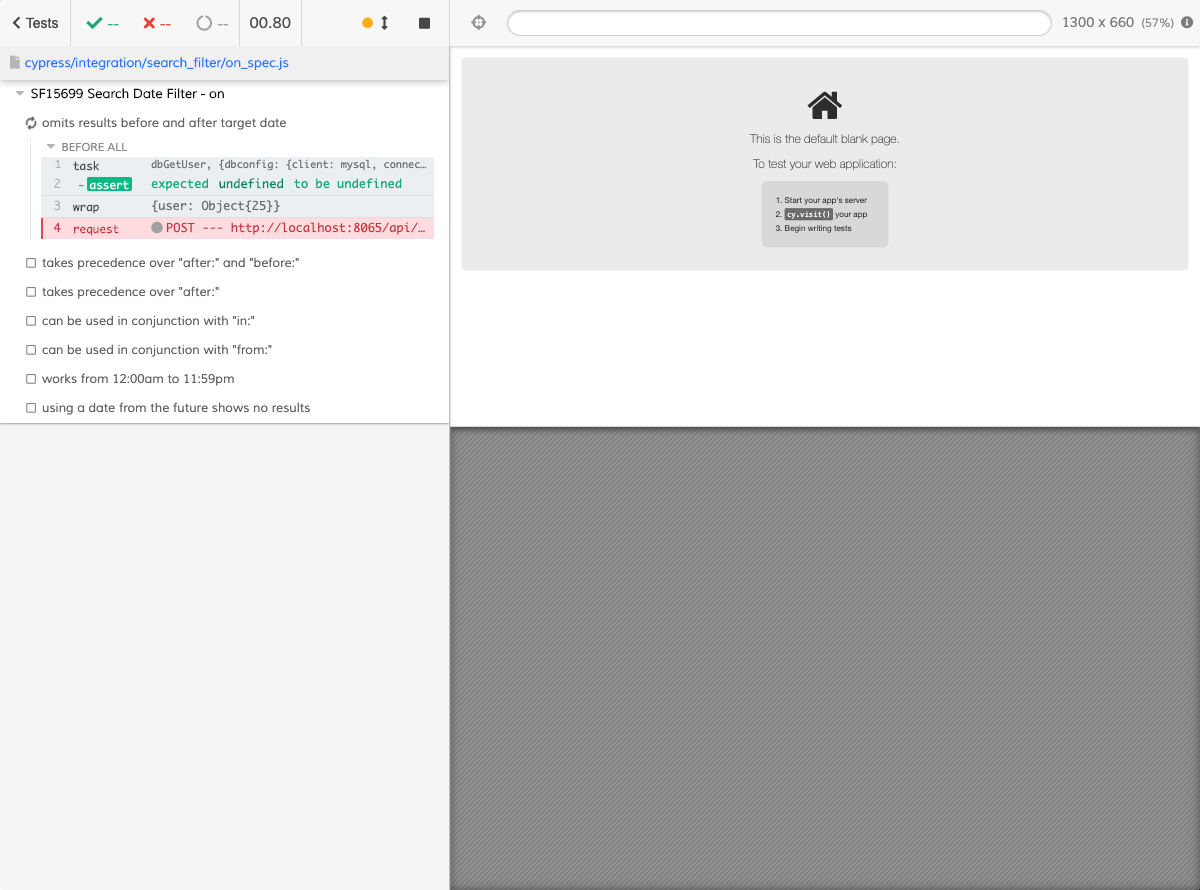 Tests -- -- -- 00.80
1300 x 660 (57%)
cypress/integration/search_filter/on_spec.js
SF15699 Search Date Filter - on
omits results before and after target date
BEFORE ALL
1 task dbGetUser, {dbconfig: {client: mysql, connec…
2 - assert expected undefined to be undefined
3 wrap {user: Object{25}}
4 request POST --- http://localhost:8065/api/…
takes precedence over "after:" and "before:"
takes precedence over "after:"
can be used in conjunction with "in:"
can be used in conjunction with "from:"
works from 12:00am to 11:59pm
using a date from the future shows no results
This is the default blank page.
To test your web application:
1. Start your app's server
2. cy.visit() your app
3. Begin writing tests